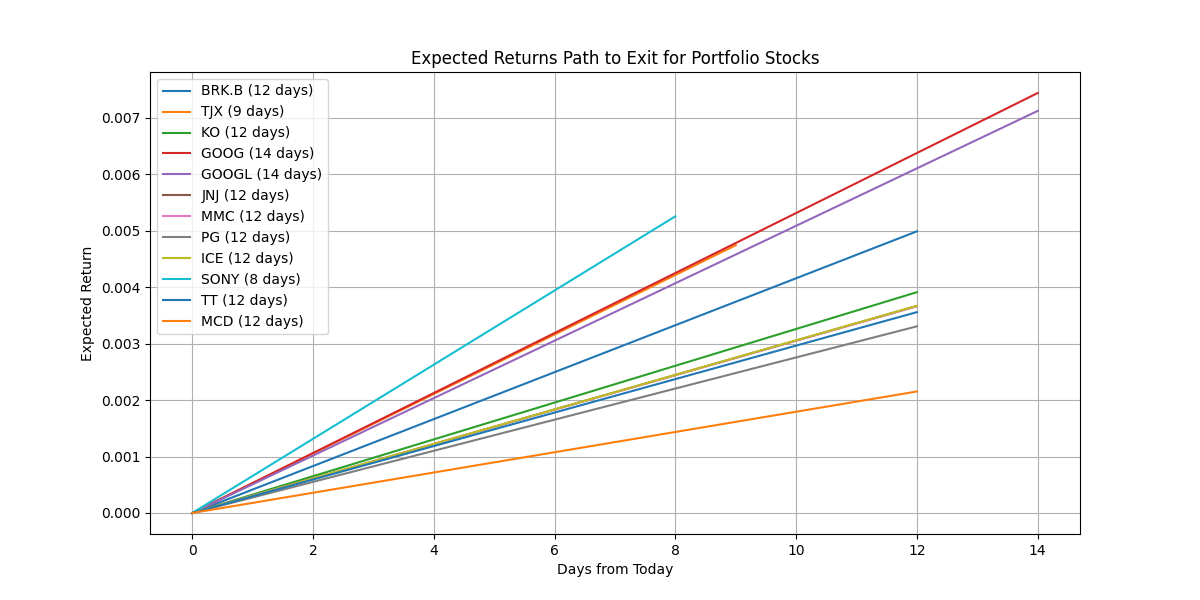 Expected Returns Path to Exit for Portfolio Stocks
BRK.B (12 days)
TJX (9 days)
KO (12 days)
GOOG (14 days)
GOOGL (14 days)
JNJ (12 days)
MMC (12 days)
PG (12 days)
ICE (12 days)
SONY (8 days)
TT (12 days)
MCD (12 days)
Expected Return
0.007
0.006
0.005
0.004
0.003
0.002
0.001
0.000
0 2 4 6 8 10 12 14
Days from Today